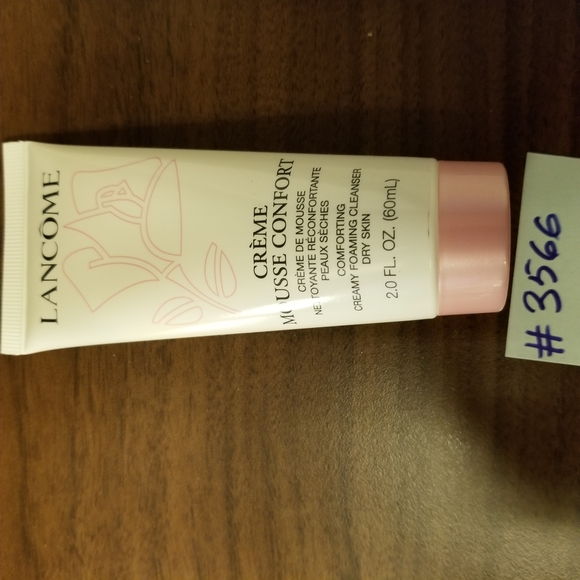 LANCÔME
CRÈME
MOUSSE CONFORT
CRÈME DE MOUSSE
NETTOYANTE RÉCONFORTANTE
PEAUX SÈCHES
COMFORTING
CREAMY FOAMING CLEANSER
DRY SKIN
2.0 FL. OZ. (60mL)
#3566